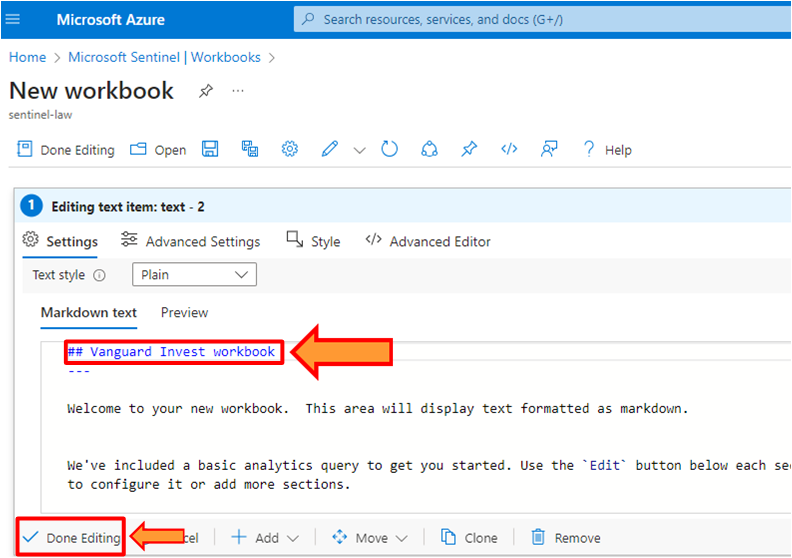 Microsoft Azure
Search resources, services, and docs (G+/)
Home > Microsoft Sentinel | Workbooks >
New workbook ...
sentinel-law
Done Editing Open </> ? Help
1 Editing text item: text - 2
Settings Advanced Settings Style </> Advanced Editor
Text style Plain
Markdown text Preview
## Vanguard Invest workbook
---
Welcome to your new workbook.  This area will display text formatted as markdown.
We've included a basic analytics query to get you started. Use the `Edit` button below each
to configure it or add more sections.
Done Editing Add Move Clone Remove